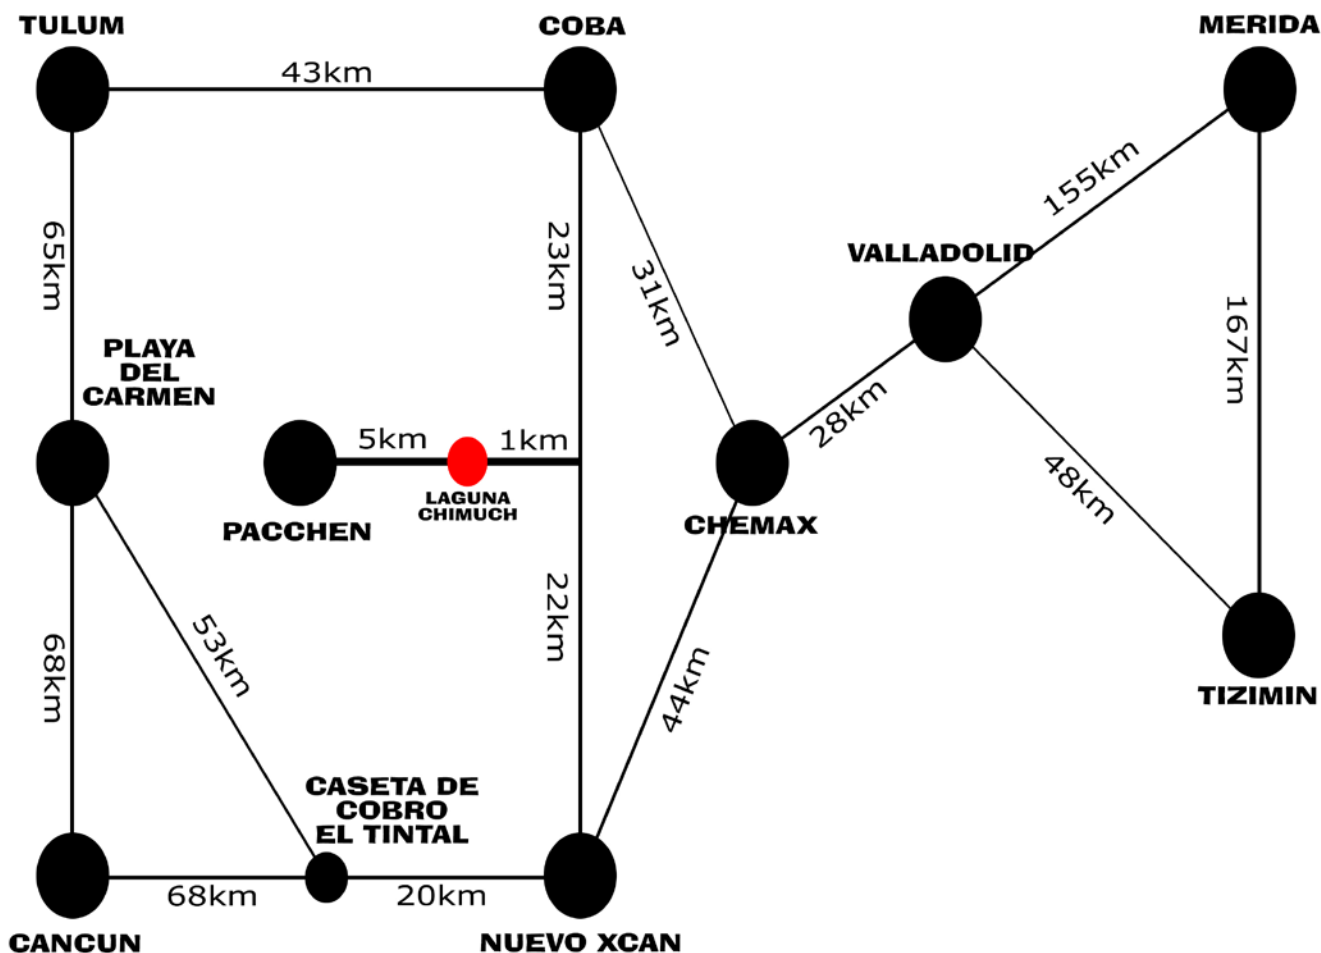 TULUM
COBA
MERIDA
43km
155km
65km
23km
31km
VALLADOLID
167km
PLAYA
DEL
CARMEN
5km
1km
28km
48km
LAGUNA
CHIMUCH
PACCHEN
CHEMAX
53km
22km
68km
44km
TIZIMIN
CASETA DE
COBRO
EL TINTAL
68km
20km
CANCUN
NUEVO XCAN